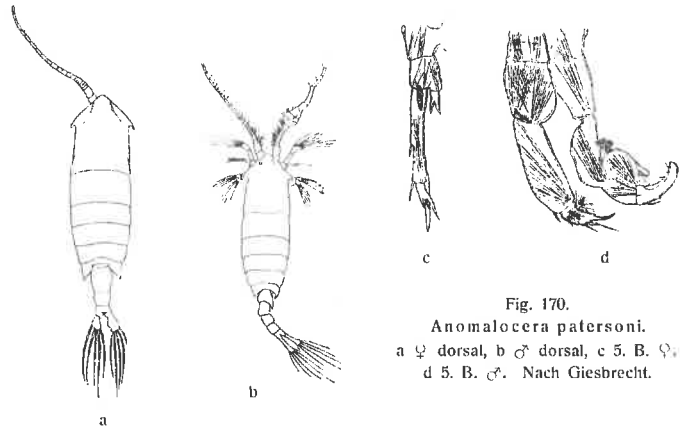 c
d
b
a
Fig. 170.
Anomalocera patersoni.
a ♀ dorsal, b ♂ dorsal, c 5. B. ♀,
d 5. B. ♂. Nach Giesbrecht.